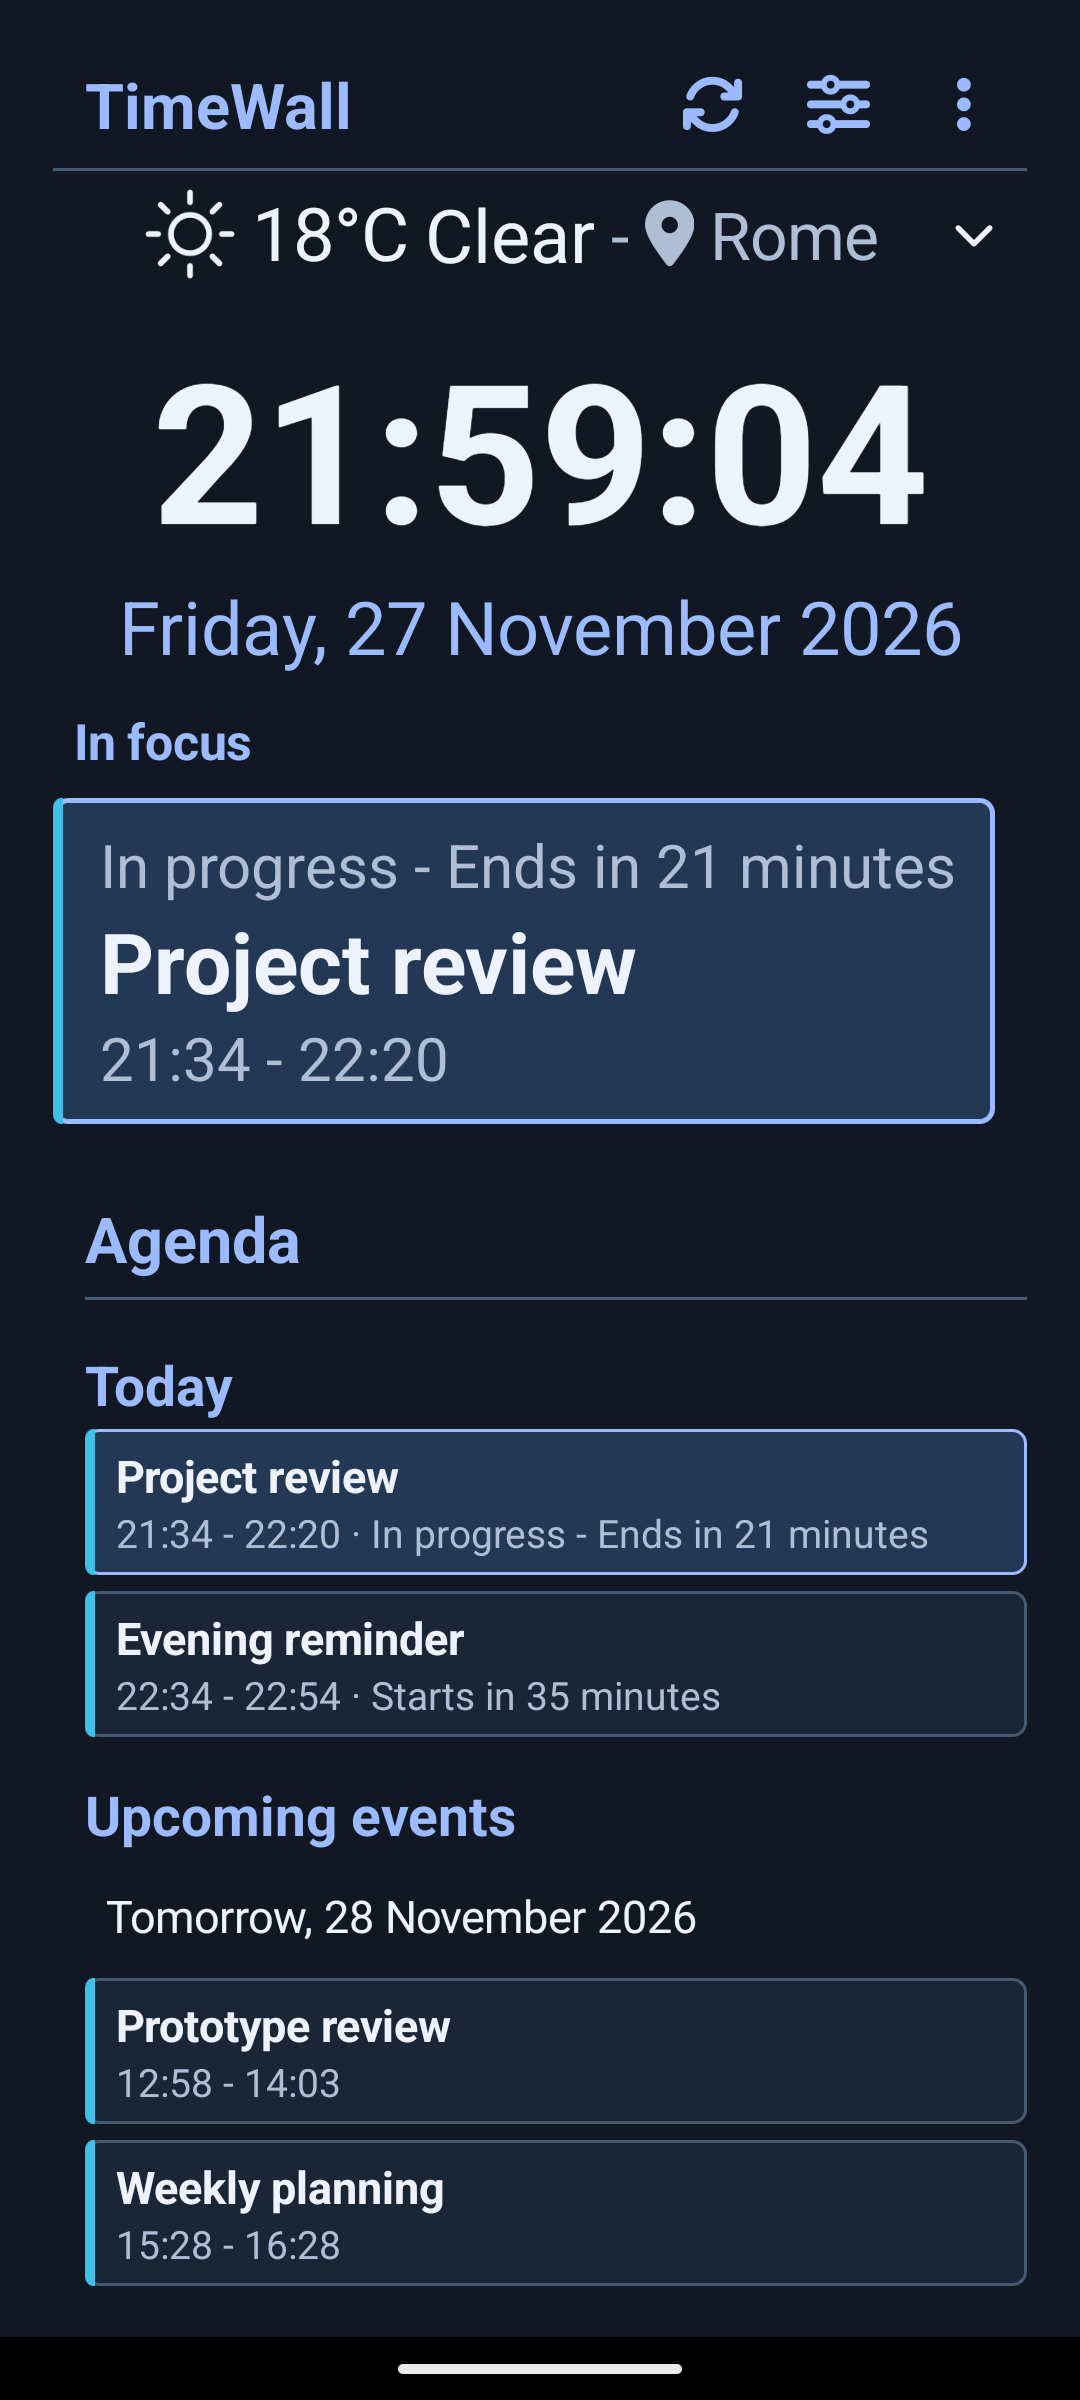 TimeWall
18°C Clear - Rome
21:59:04
Friday, 27 November 2026
In focus
In progress - Ends in 21 minutes
Project review
21:34 - 22:20
Agenda
Today
Project review
21:34 - 22:20 · In progress - Ends in 21 minutes
Evening reminder
22:34 - 22:54 · Starts in 35 minutes
Upcoming events
Tomorrow, 28 November 2026
Prototype review
12:58 - 14:03
Weekly planning
15:28 - 16:28